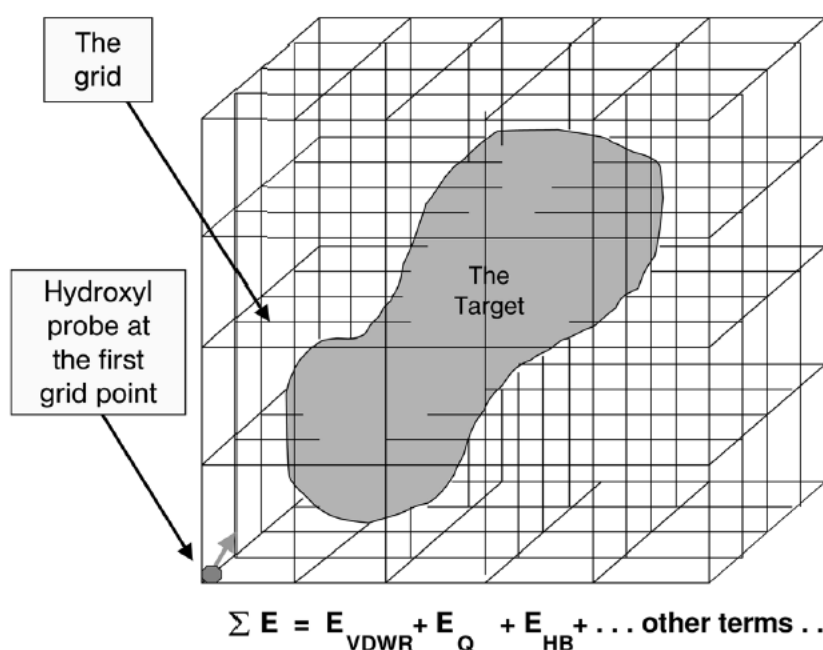 The
grid
The
Target
Hydroxyl
probe at
the first
grid point
∑ E = E_VDWR + E_Q + E_HB + . . . other terms . .